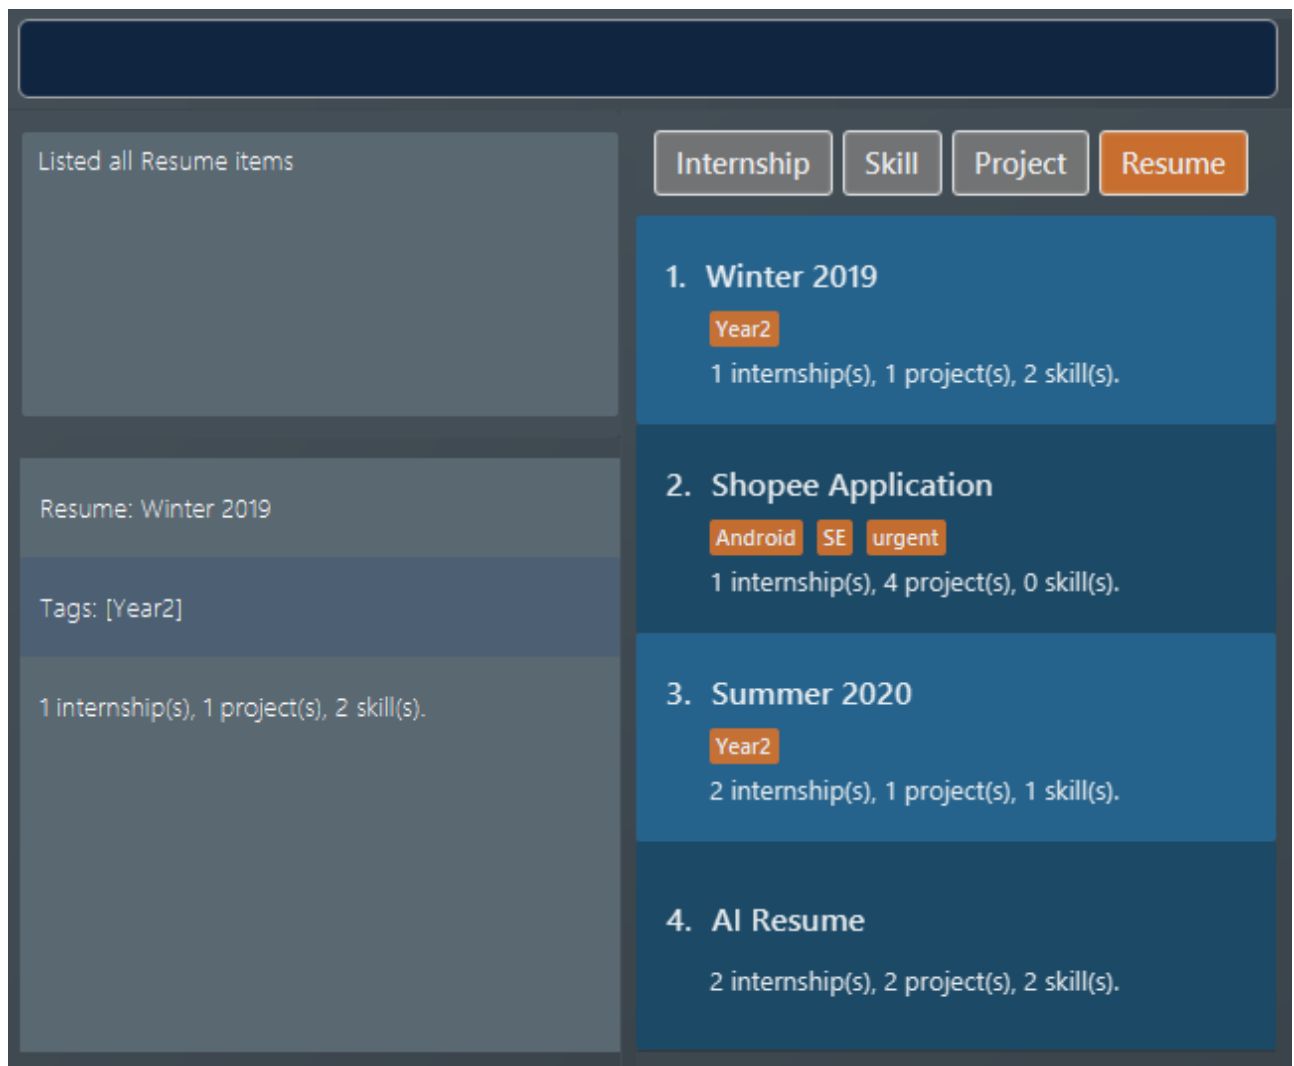 Listed all Resume items
Resume: Winter 2019
Tags: [Year2]
1 internship(s), 1 project(s), 2 skill(s).
Internship Skill Project Resume
1. Winter 2019
Year2
1 internship(s), 1 project(s), 2 skill(s).
2. Shopee Application
Android SE urgent
1 internship(s), 4 project(s), 0 skill(s).
3. Summer 2020
Year2
2 internship(s), 1 project(s), 1 skill(s).
4. AI Resume
2 internship(s), 2 project(s), 2 skill(s).